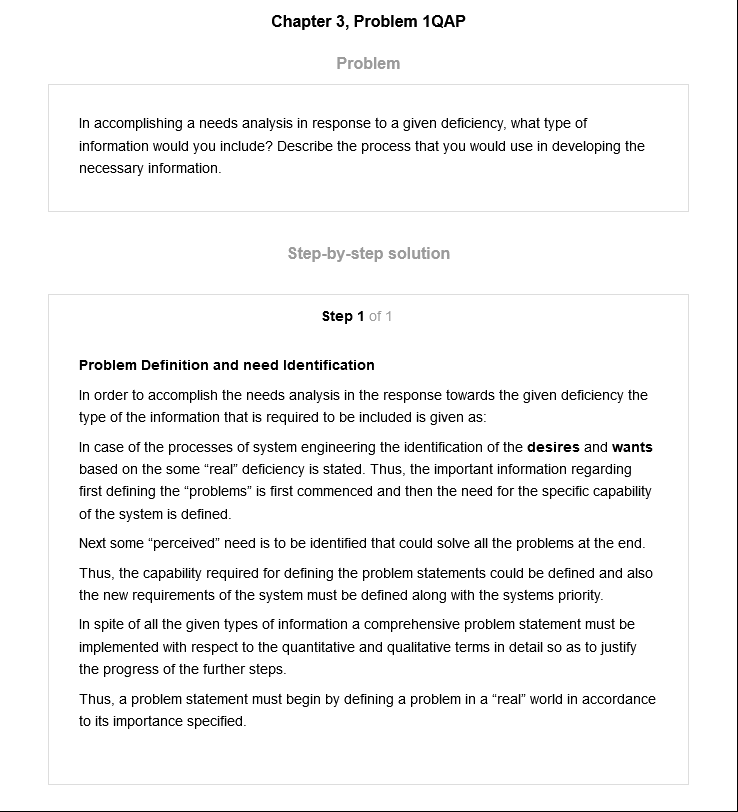 Chapter 3, Problem 1QAP
Problem
In accomplishing a needs analysis in response to a given deficiency, what type of
information would you include? Describe the process that you would use in developing the
necessary information.
Step-by-step solution
Step 1 of 1
Problem Definition and need Identification
In order to accomplish the needs analysis in the response towards the given deficiency the
type of the information that is required to be included is given as:
In case of the processes of system engineering the identification of the desires and wants
based on the some “real” deficiency is stated. Thus, the important information regarding
first defining the “problems” is first commenced and then the need for the specific capability
of the system is defined.
Next some “perceived” need is to be identified that could solve all the problems at the end.
Thus, the capability required for defining the problem statements could be defined and also
the new requirements of the system must be defined along with the systems priority.
In spite of all the given types of information a comprehensive problem statement must be
implemented with respect to the quantitative and qualitative terms in detail so as to justify
the progress of the further steps.
Thus, a problem statement must begin by defining a problem in a “real” world in accordance
to its importance specified.